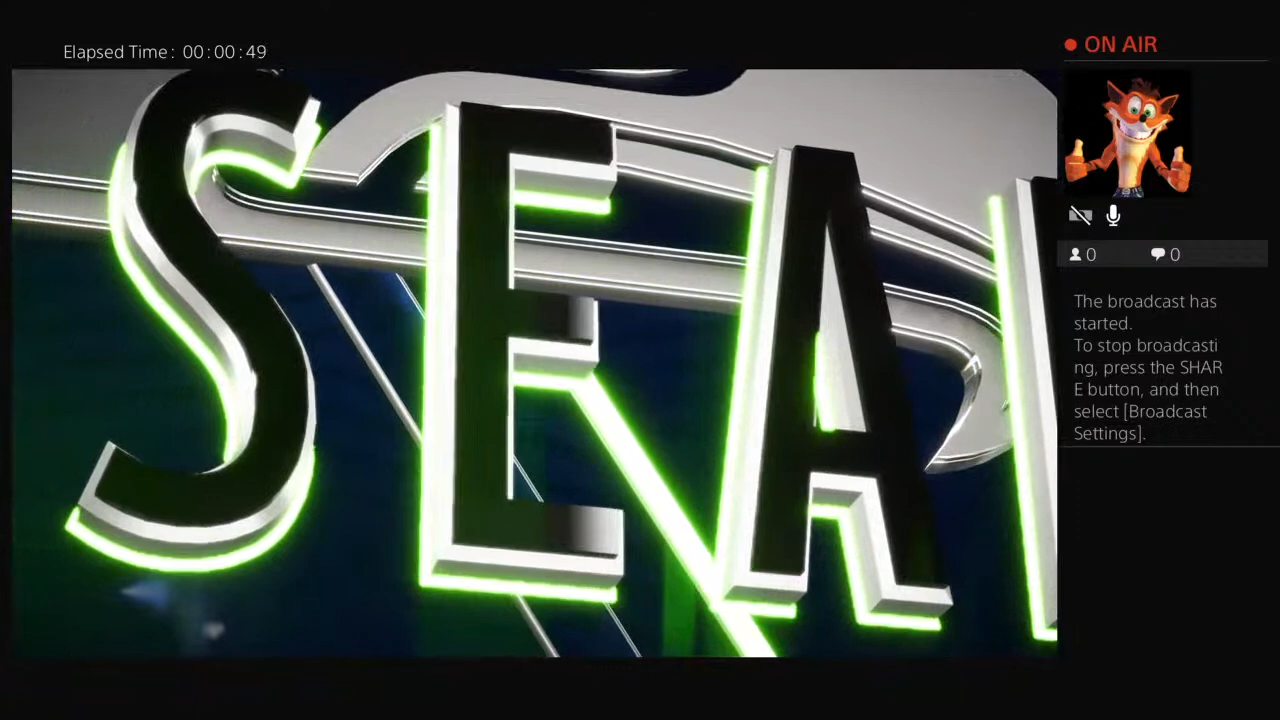 Elapsed Time: 00:00:49
ON AIR
SEA
0
0
The broadcast has
started.
To stop broadcasti
ng, press the SHAR
E button, and then
select [Broadcast
Settings].